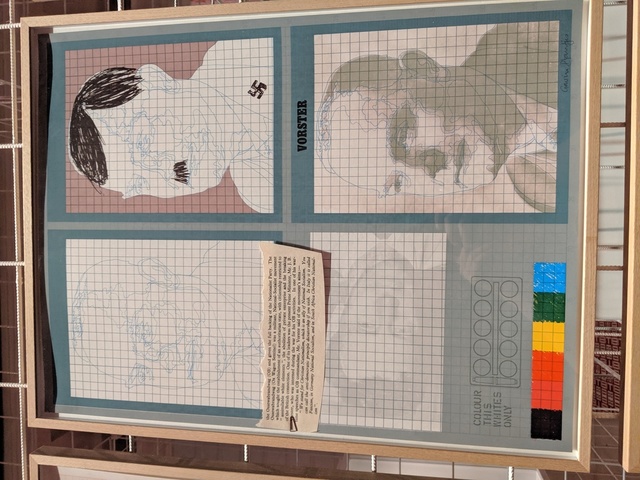 the Ossewabrandwag (OB) and given the full backing of the Nationalist Party. The
Ossewabrandwag (Ox Wagon Sentinel) was a militant, National-Socialist movement
which sought the establishment of an authoritarian state, with citizenship restricted to
" assimilable white elements ", the abolition of private enterprise and the breaking
of the British connection. One of its leaders was the present Prime Minister, Mr. J. B.
who was interned during the war for his OB activities. In one of his war-
time speeches as OB commandant, Mr. Vorster said of the movement's aims :
" We stand for Christian Nationalism, which is an ally of National Socialism. You
can call the anti-democratic principle dictatorship if you wish. In Italy it is called
Fascism, in Germany National Socialism, and in South Africa Christian National-
ism ".
VORSTER
COLOUR
THIS
WHITES
ONLY